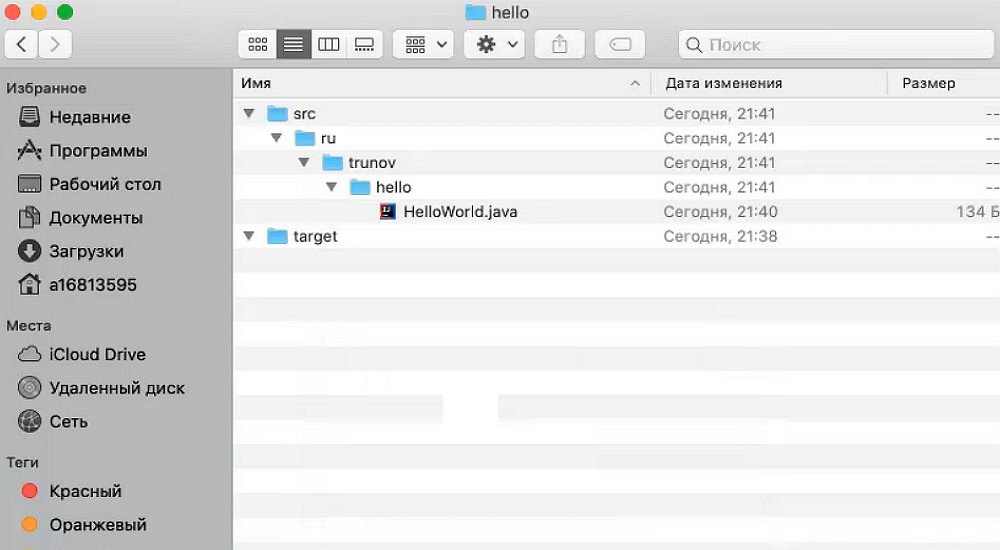 hello
Поиск
Избранное
Недавние
Программы
Рабочий стол
Документы
Загрузки
a16813595
Места
iCloud Drive
Удаленный диск
Сеть
Теги
Красный
Оранжевый
Имя Дата изменения Размер
src Сегодня, 21:41 --
ru Сегодня, 21:41 --
trunov Сегодня, 21:41 --
hello Сегодня, 21:41 --
HelloWorld.java Сегодня, 21:40 134 Б
target Сегодня, 21:38 --